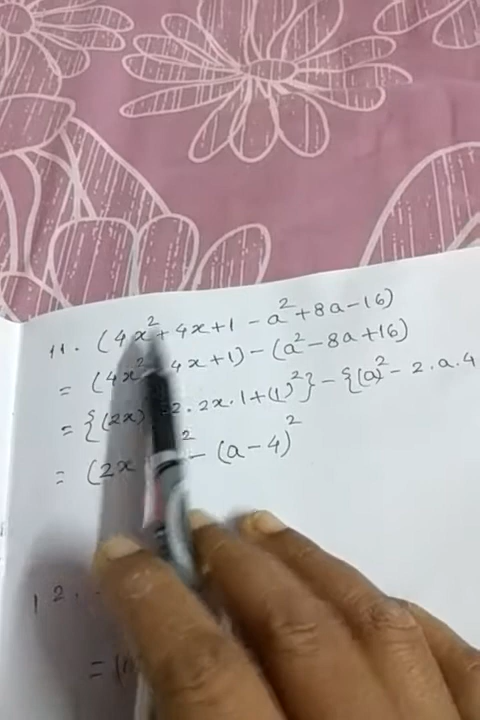 11. (4x² + 4x + 1 - a² + 8a - 16)
= (4x² 4x + 1) - (a² - 8a + 16)
= {(2x) 2 . 2x . 1 + (1)²} - {(a)² - 2 . a . 4
= (2x ² - (a - 4)²
12.
= (